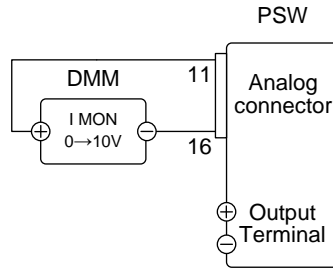 PSW
DMM
11
Analog
connector
I MON
0→10V
16
Output
Terminal